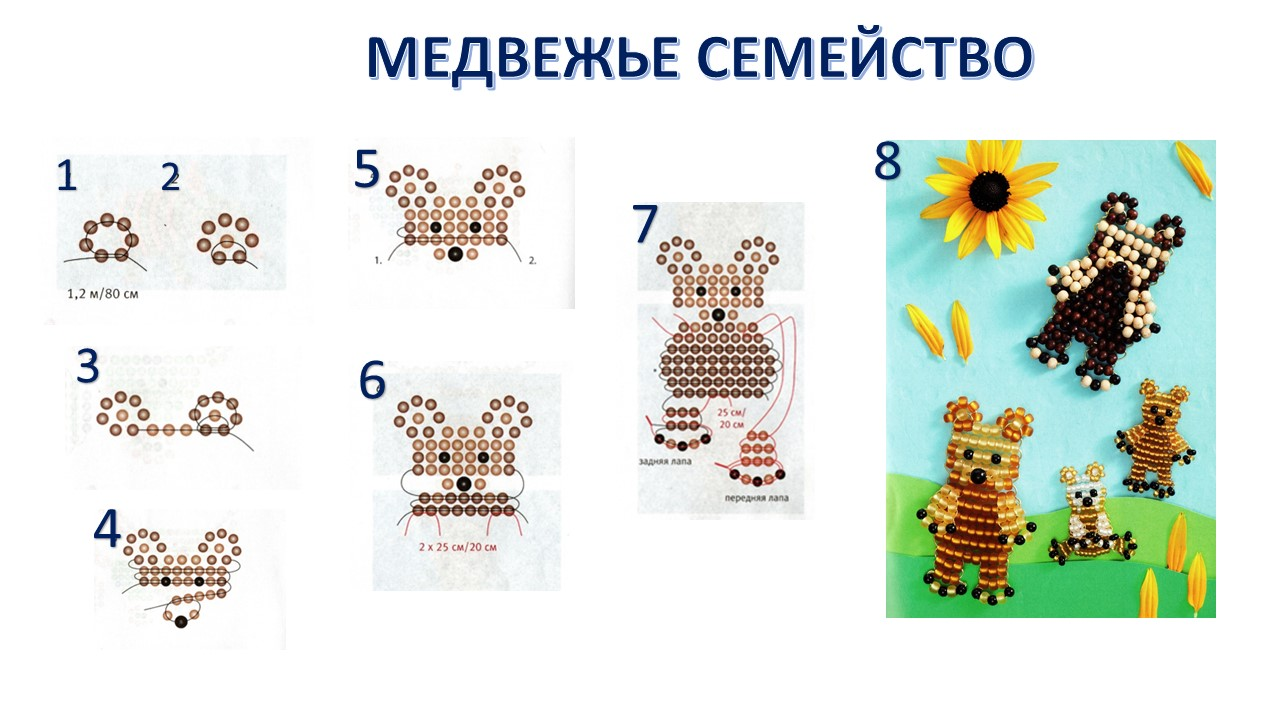 МЕДВЕЖЬЕ СЕМЕЙСТВО
1
2
1,2 м/80 см
3
4
5
1.
2.
6
2 x 25 см/20 см
7
25 см/
20 см
задняя лапа
передняя лапа
8